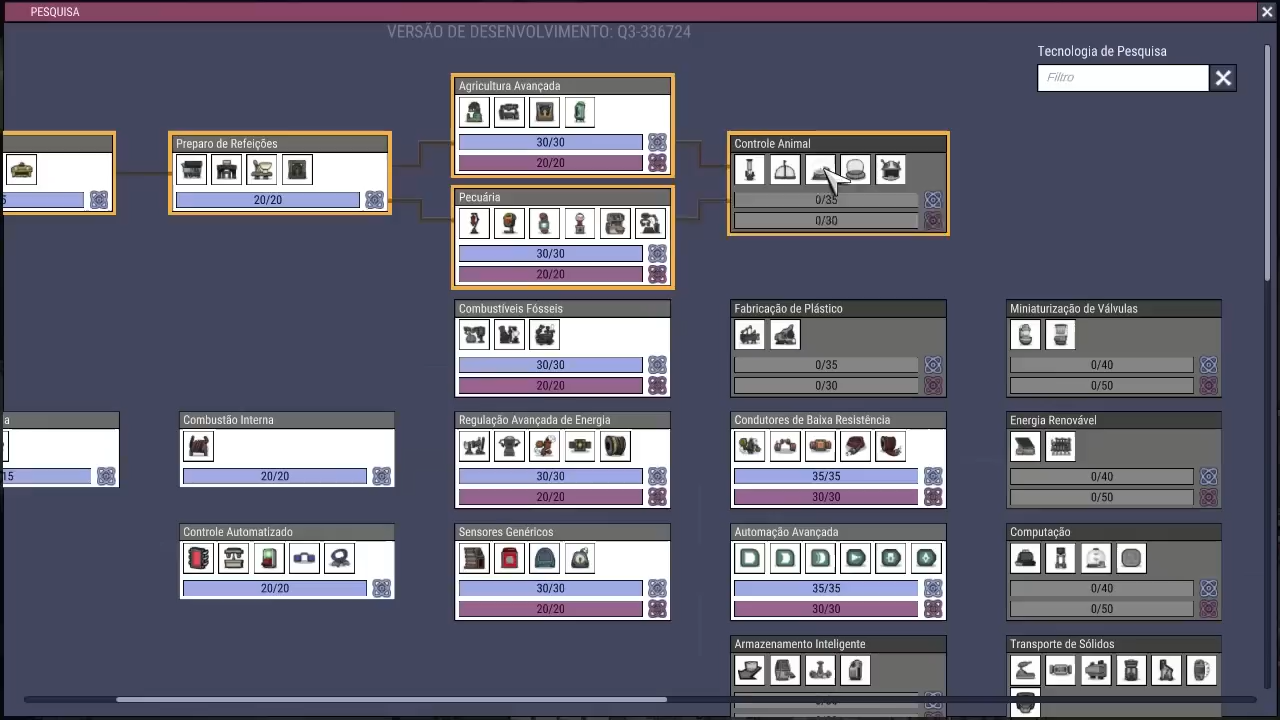 PESQUISA
VERSÃO DE DESENVOLVIMENTO: Q3-336724
Tecnologia de Pesquisa
Filtro
Agricultura Avançada
30/30
20/20
Preparo de Refeições
20/20
Controle Animal
0/35
0/30
Pecuária
30/30
20/20
Combustíveis Fósseis
30/30
20/20
Fabricação de Plástico
0/35
0/30
Miniaturização de Válvulas
0/40
0/50
a
15
Combustão Interna
20/20
Regulação Avançada de Energia
30/30
20/20
Condutores de Baixa Resistência
35/35
30/30
Energia Renovável
0/40
0/50
Controle Automatizado
20/20
Sensores Genéricos
30/30
20/20
Automação Avançada
35/35
30/30
Computação
0/40
0/50
Armazenamento Inteligente
Transporte de Sólidos